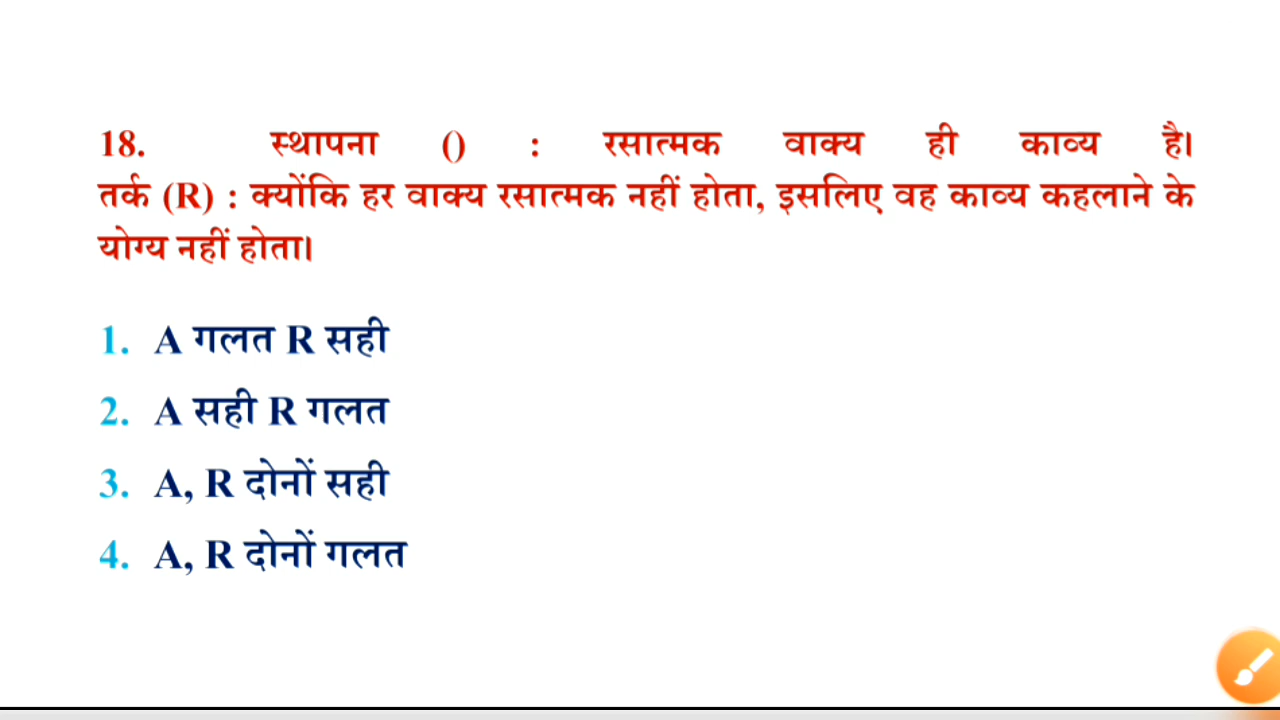 18. स्थापना () : रसात्मक वाक्य ही काव्य है।
तर्क (R) : क्योंकि हर वाक्य रसात्मक नहीं होता, इसलिए वह काव्य कहलाने के
योग्य नहीं होता।
1. A गलत R सही
2. A सही R गलत
3. A, R दोनों सही
4. A, R दोनों गलत